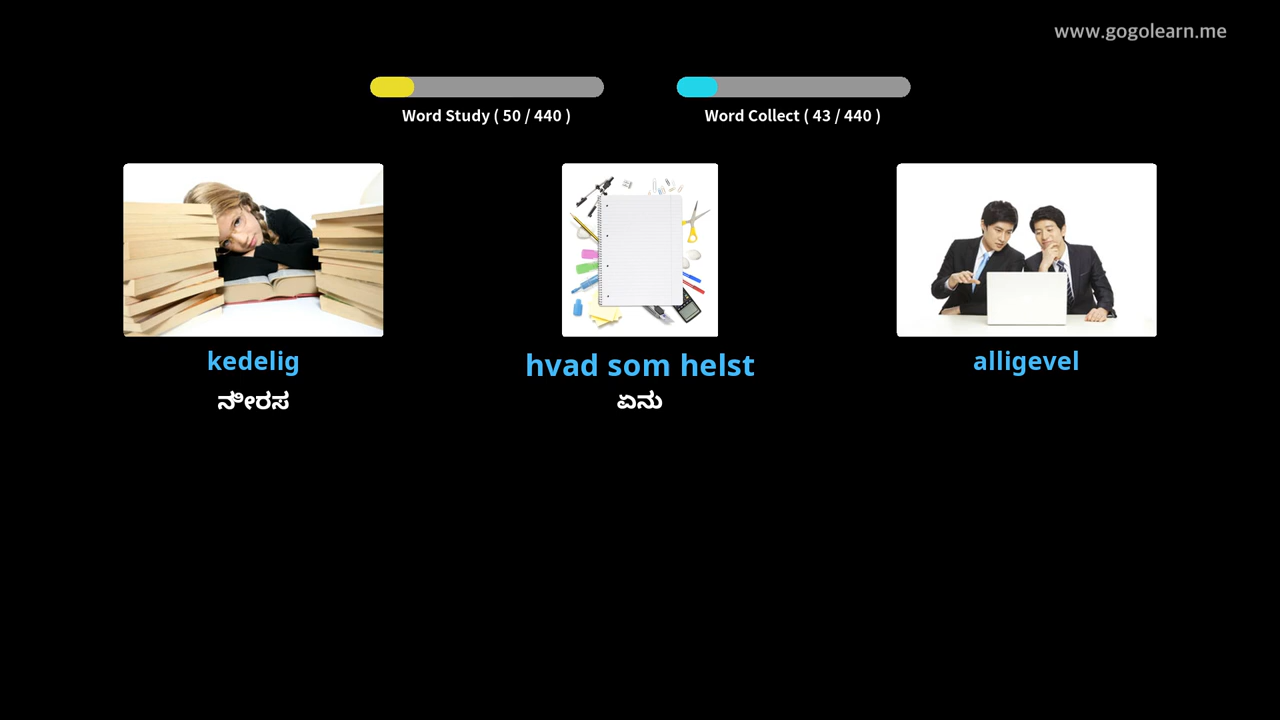 www.gogolearn.me
Word Study ( 50 / 440 )
Word Collect ( 43 / 440 )
kedelig
hvad som helst
alligevel
ನೀರಸ
ಏನು